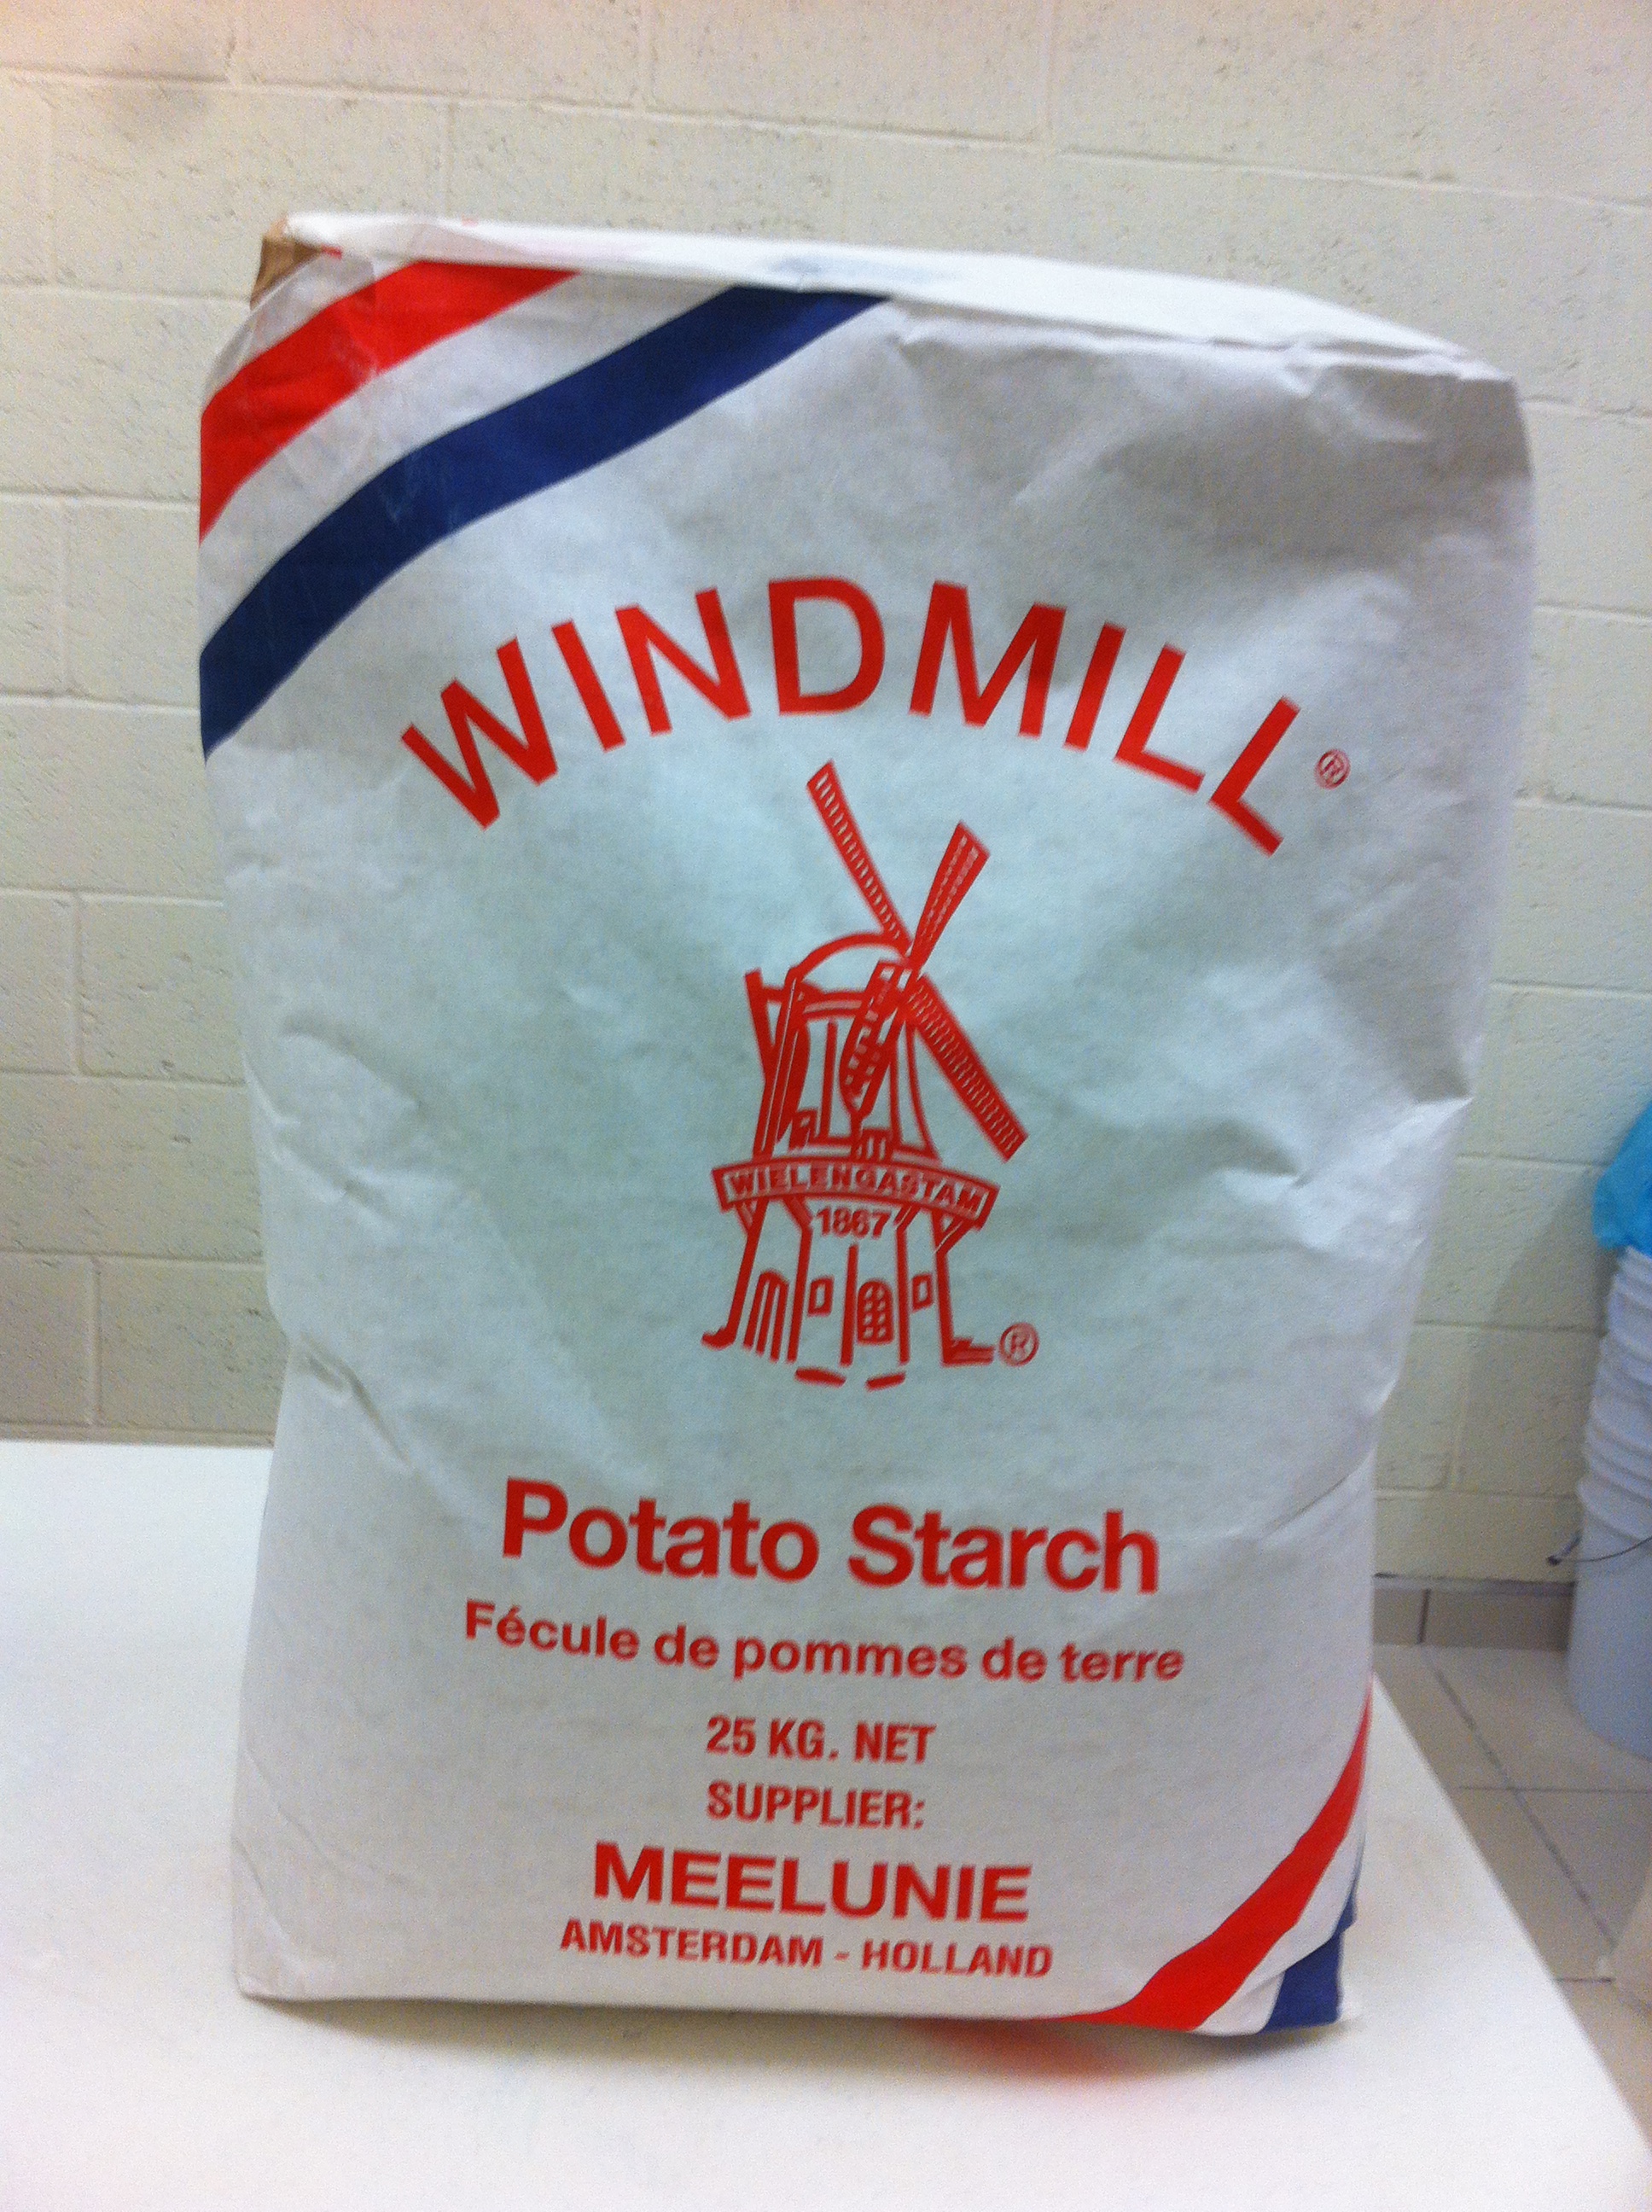 WINDMILL®
WIELENGASTAM
1867
®
Potato Starch
Fécule de pommes de terre
25 KG. NET
SUPPLIER:
MEELUNIE
AMSTERDAM - HOLLAND